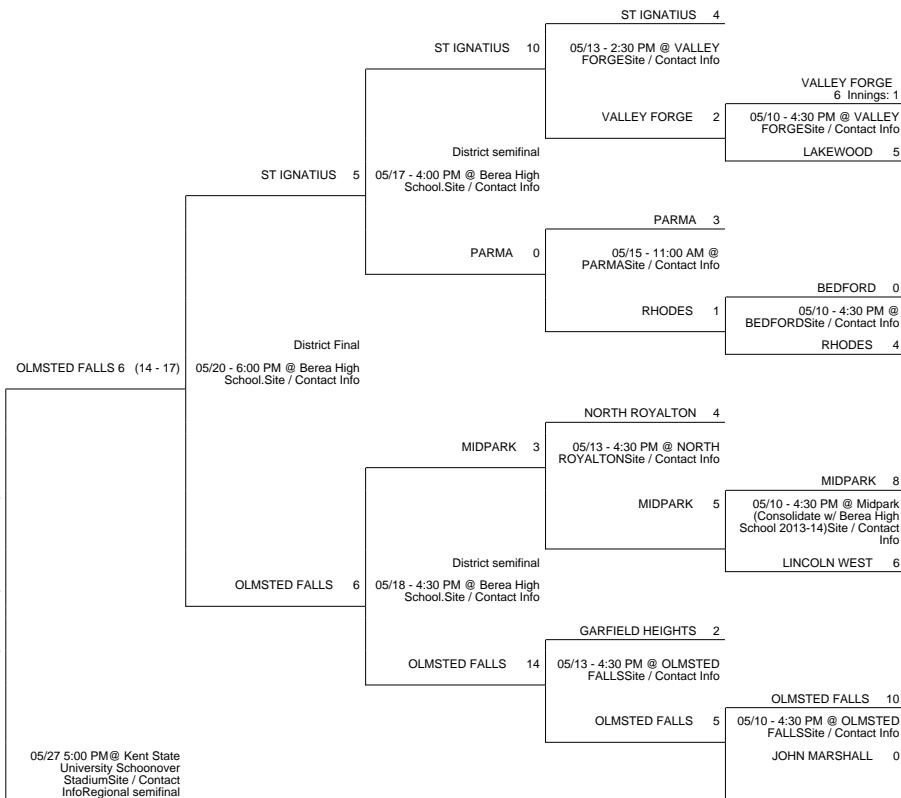 ST IGNATIUS 4
ST IGNATIUS 10
05/13 - 2:30 PM @ VALLEY
FORGESite / Contact Info
VALLEY FORGE
6 Innings: 1
VALLEY FORGE 2
05/10 - 4:30 PM @ VALLEY
FORGESite / Contact Info
LAKEWOOD 5
District semifinal
ST IGNATIUS 5
05/17 - 4:00 PM @ Berea High
School.Site / Contact Info
PARMA 3
PARMA 0
05/15 - 11:00 AM @
PARMASite / Contact Info
BEDFORD 0
RHODES 1
05/10 - 4:30 PM @
BEDFORDSite / Contact Info
RHODES 4
District Final
OLMSTED FALLS 6 (14 - 17)
05/20 - 6:00 PM @ Berea High
School.Site / Contact Info
NORTH ROYALTON 4
MIDPARK 3
05/13 - 4:30 PM @ NORTH
ROYALTONSite / Contact Info
MIDPARK 8
MIDPARK 5
05/10 - 4:30 PM @ Midpark
(Consolidate w/ Berea High
School 2013-14)Site / Contact
Info
LINCOLN WEST 6
District semifinal
OLMSTED FALLS 6
05/18 - 4:30 PM @ Berea High
School.Site / Contact Info
GARFIELD HEIGHTS 2
OLMSTED FALLS 14
05/13 - 4:30 PM @ OLMSTED
FALLSSite / Contact Info
OLMSTED FALLS 10
OLMSTED FALLS 5
05/10 - 4:30 PM @ OLMSTED
FALLSSite / Contact Info
JOHN MARSHALL 0
05/27 5:00 PM@ Kent State
University Schoonover
StadiumSite / Contact
InfoRegional semifinal